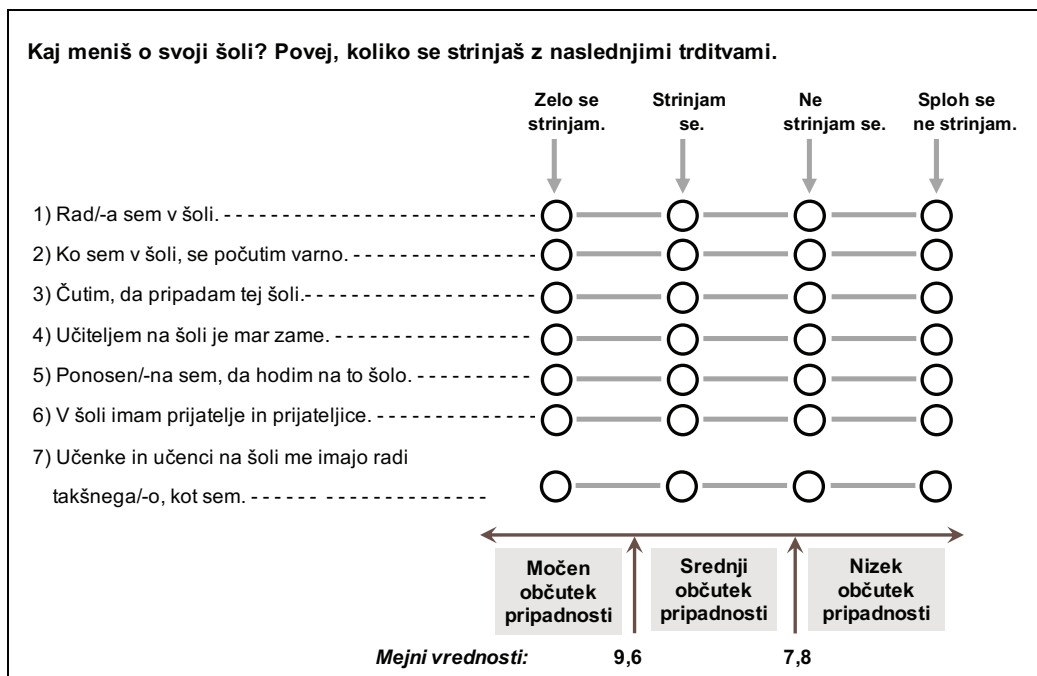 Kaj meniš o svoji šoli? Povej, koliko se strinjaš z naslednjimi trditvami.
Zelo se strinjam.
Strinjam se.
Ne strinjam se.
Sploh se ne strinjam.
1) Rad/-a sem v šoli. - - - - - - - - - - - - - - - - - - - - - - - - - - -
2) Ko sem v šoli, se počutim varno. - - - - - - - - - - - - - - - -
3) Čutim, da pripadam tej šoli.- - - - - - - - - - - - - - - - - - - -
4) Učiteljem na šoli je mar zame. - - - - - - - - - - - - - - - - - -
5) Ponosen/-na sem, da hodim na to šolo. - - - - - - - - - - - -
6) V šoli imam prijatelje in prijateljice. - - - - - - - - - - - - - - -
7) Učenke in učenci na šoli me imajo radi
takšnega/-o, kot sem. - - - - - - - - - - - - - - - - - - - -
Močen občutek pripadnosti
Srednji občutek pripadnosti
Nizek občutek pripadnosti
Mejni vrednosti: 9,6 7,8